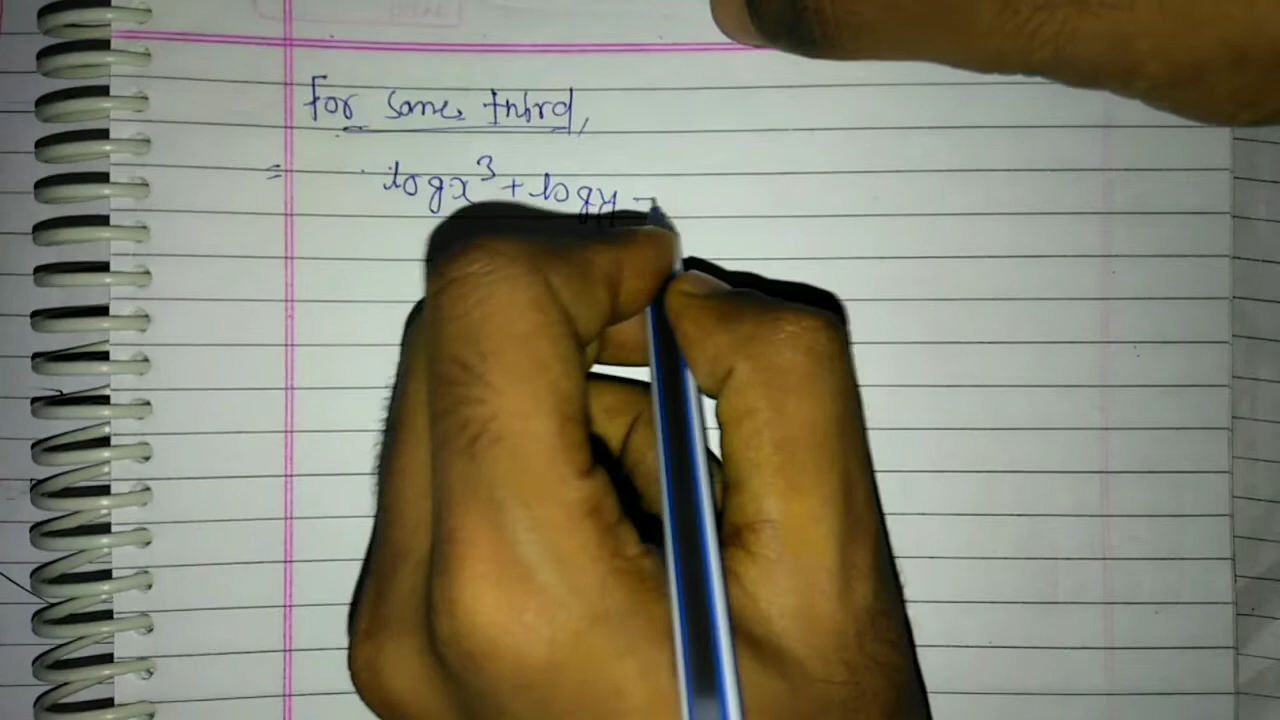 For some third,
= log x³ + log y -